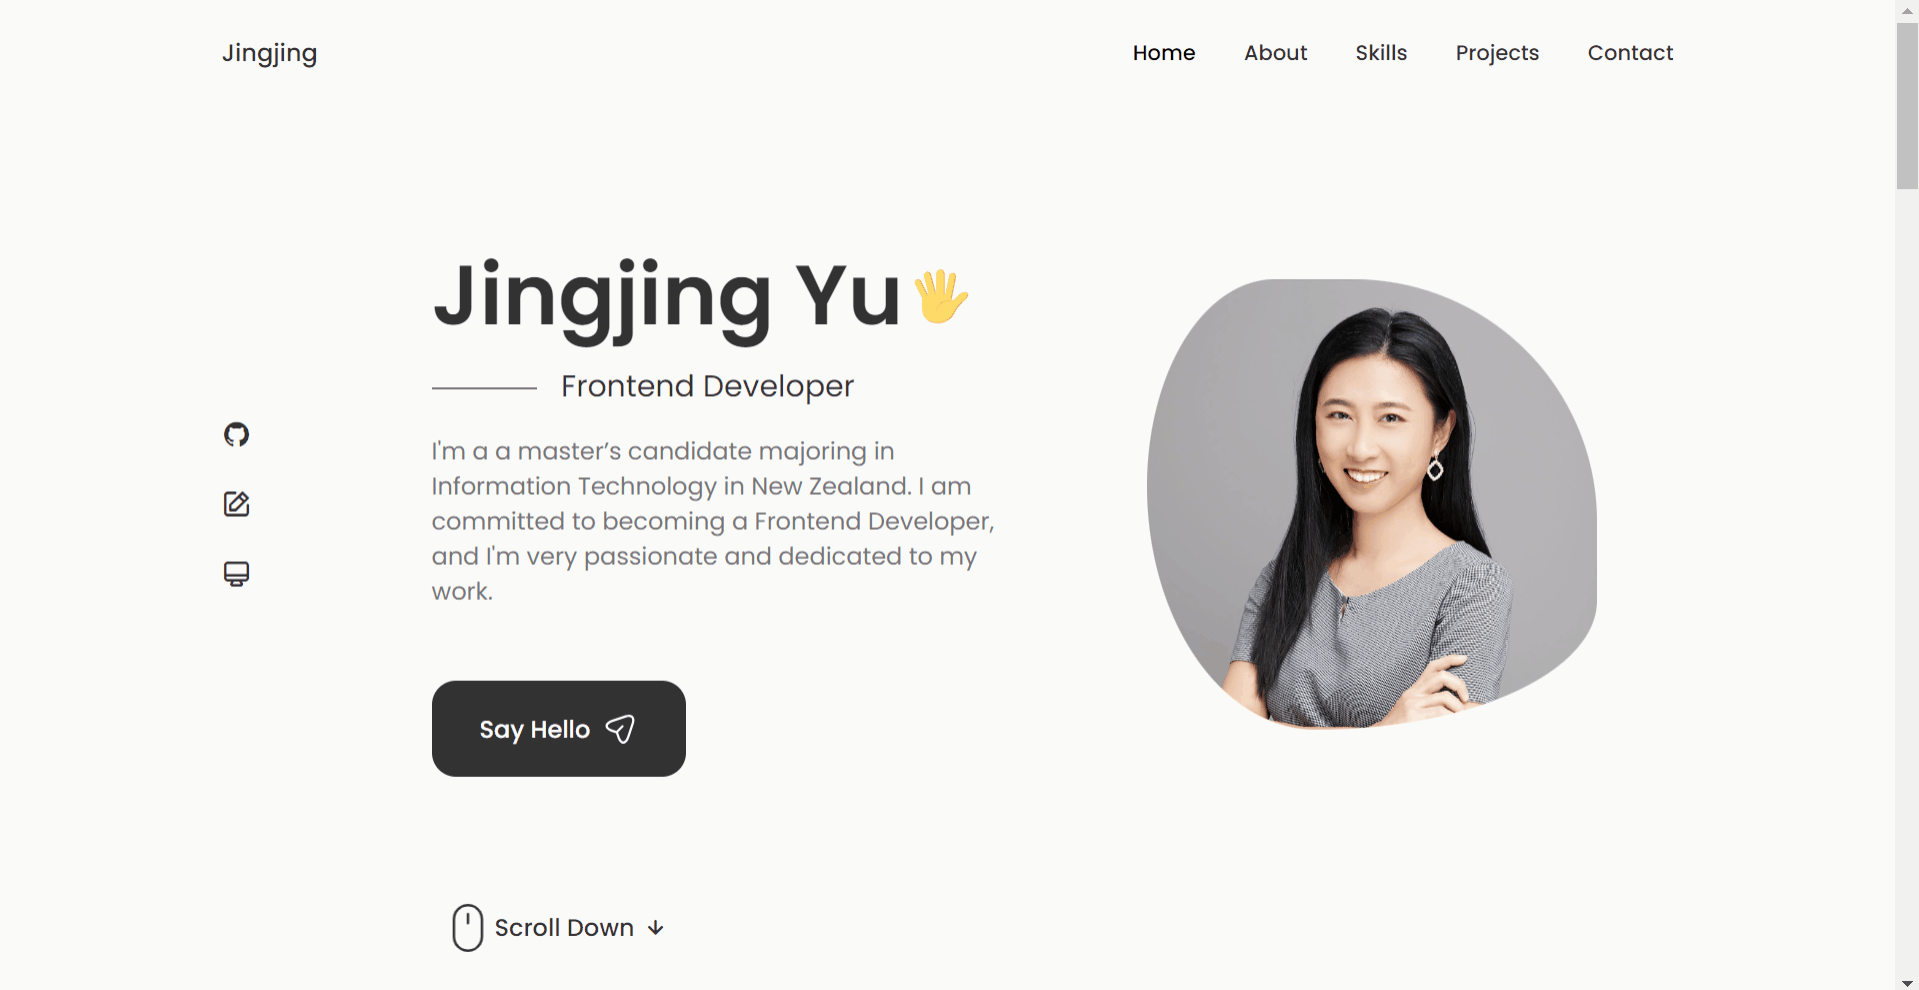 Jingjing
Home
About
Skills
Projects
Contact
Jingjing Yu
Frontend Developer
I'm a a master’s candidate majoring in
Information Technology in New Zealand. I am
committed to becoming a Frontend Developer,
and I'm very passionate and dedicated to my
work.
Say Hello
Scroll Down